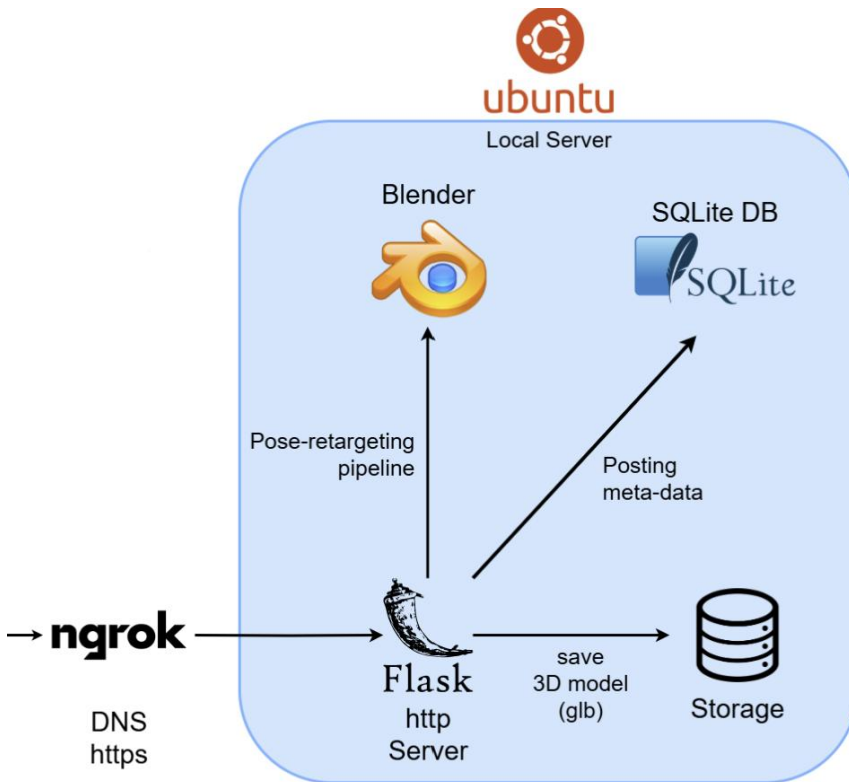 ubuntu
Local Server
Blender
SQLite DB
SQLite
Pose-retargeting
pipeline
Posting
meta-data
ngrok
Flask
http
Server
save
3D model
(glb)
Storage
DNS
https